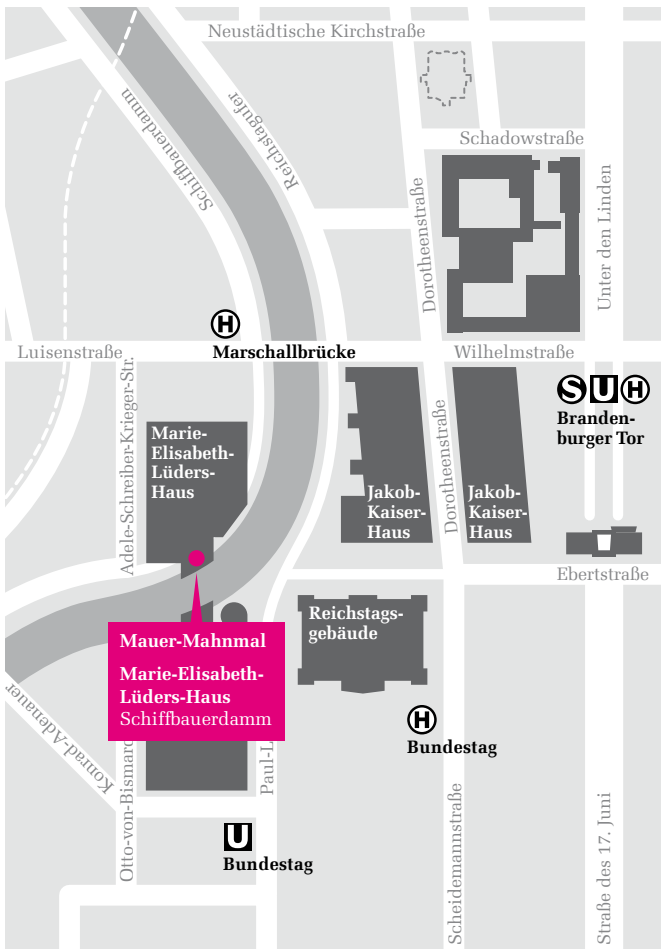 Neustädtische Kirchstraße
Schiffbauerdamm
Reichstagufer
Schadowstraße
Dorotheenstraße
Unter den Linden
H
Marschallbrücke
Luisenstraße
Wilhelmstraße
Adele-Schreiber-Krieger-Str.
S U H
Branden-
burger Tor
Marie-
Elisabeth-
Lüders-
Haus
Jakob-
Kaiser-
Haus
Dorotheenstraße
Jakob-
Kaiser-
Haus
Ebertstraße
Reichstags-
gebäude
Mauer-Mahnmal
Marie-Elisabeth-
Lüders-Haus
Schiffbauerdamm
Konrad-Adenauer
Otto-von-Bismarc
Paul-L
H
Bundestag
U
Bundestag
Scheidemannstraße
Straße des 17. Juni